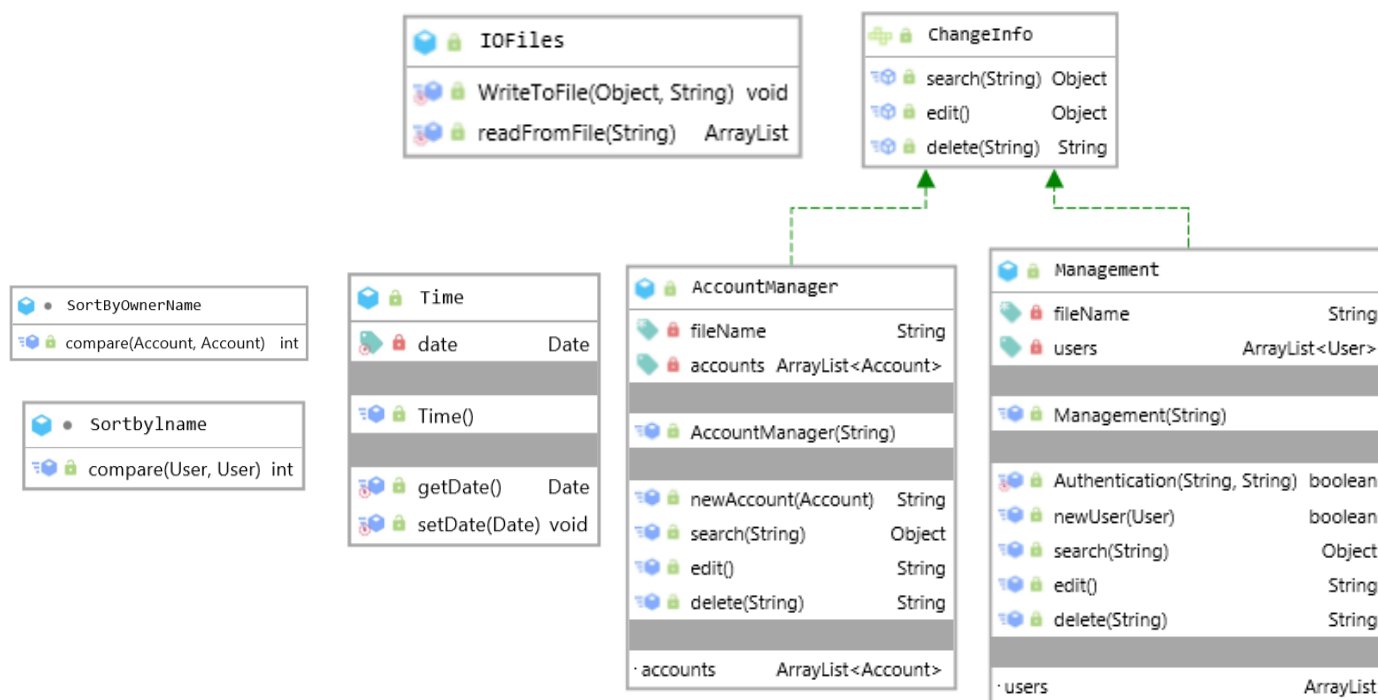 IOFiles
WriteToFile(Object, String) void
readFromFile(String) ArrayList
ChangeInfo
search(String) Object
edit() Object
delete(String) String
SortByOwnerName
compare(Account, Account) int
Sortbylname
compare(User, User) int
Time
date Date
Time()
getDate() Date
setDate(Date) void
AccountManager
fileName String
accounts ArrayList<Account>
AccountManager(String)
newAccount(Account) String
search(String) Object
edit() String
delete(String) String
accounts ArrayList<Account>
Management
fileName String
users ArrayList<User>
Management(String)
Authentication(String, String) boolean
newUser(User) boolean
search(String) Object
edit() String
delete(String) String
users ArrayList